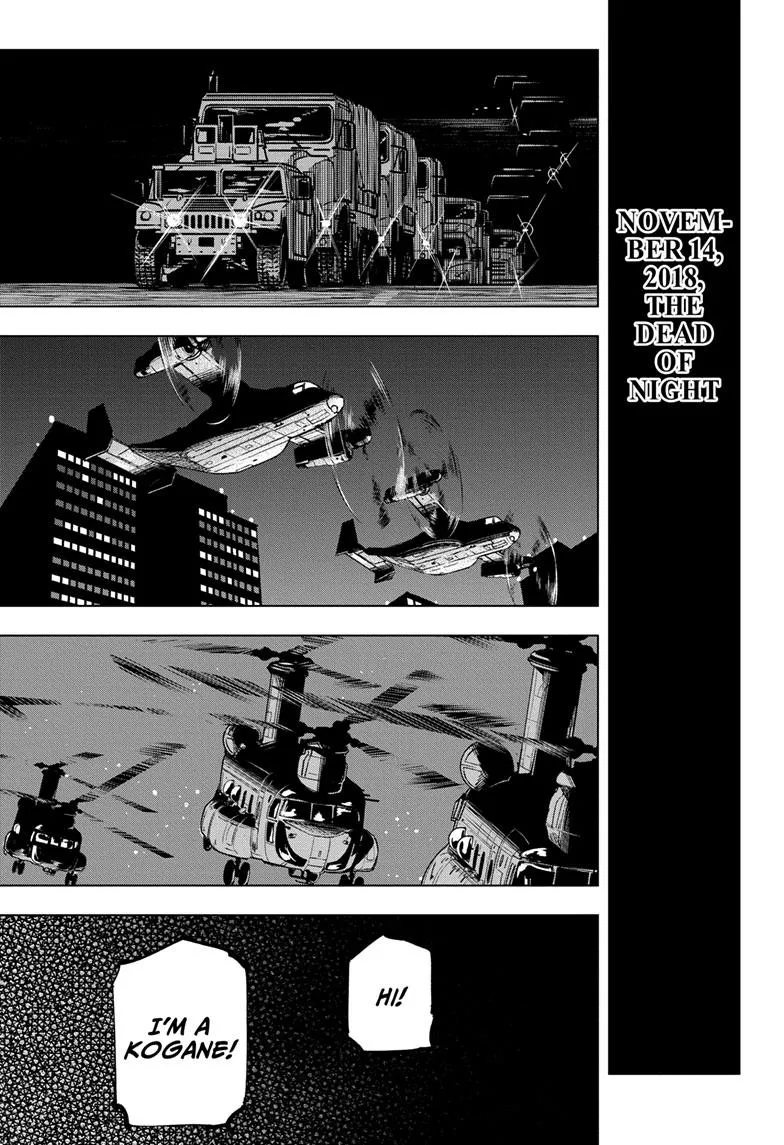 NOVEM-
BER 14,
2018,
THE
DEAD
OF
NIGHT
HI!
I'M A
KOGANE!